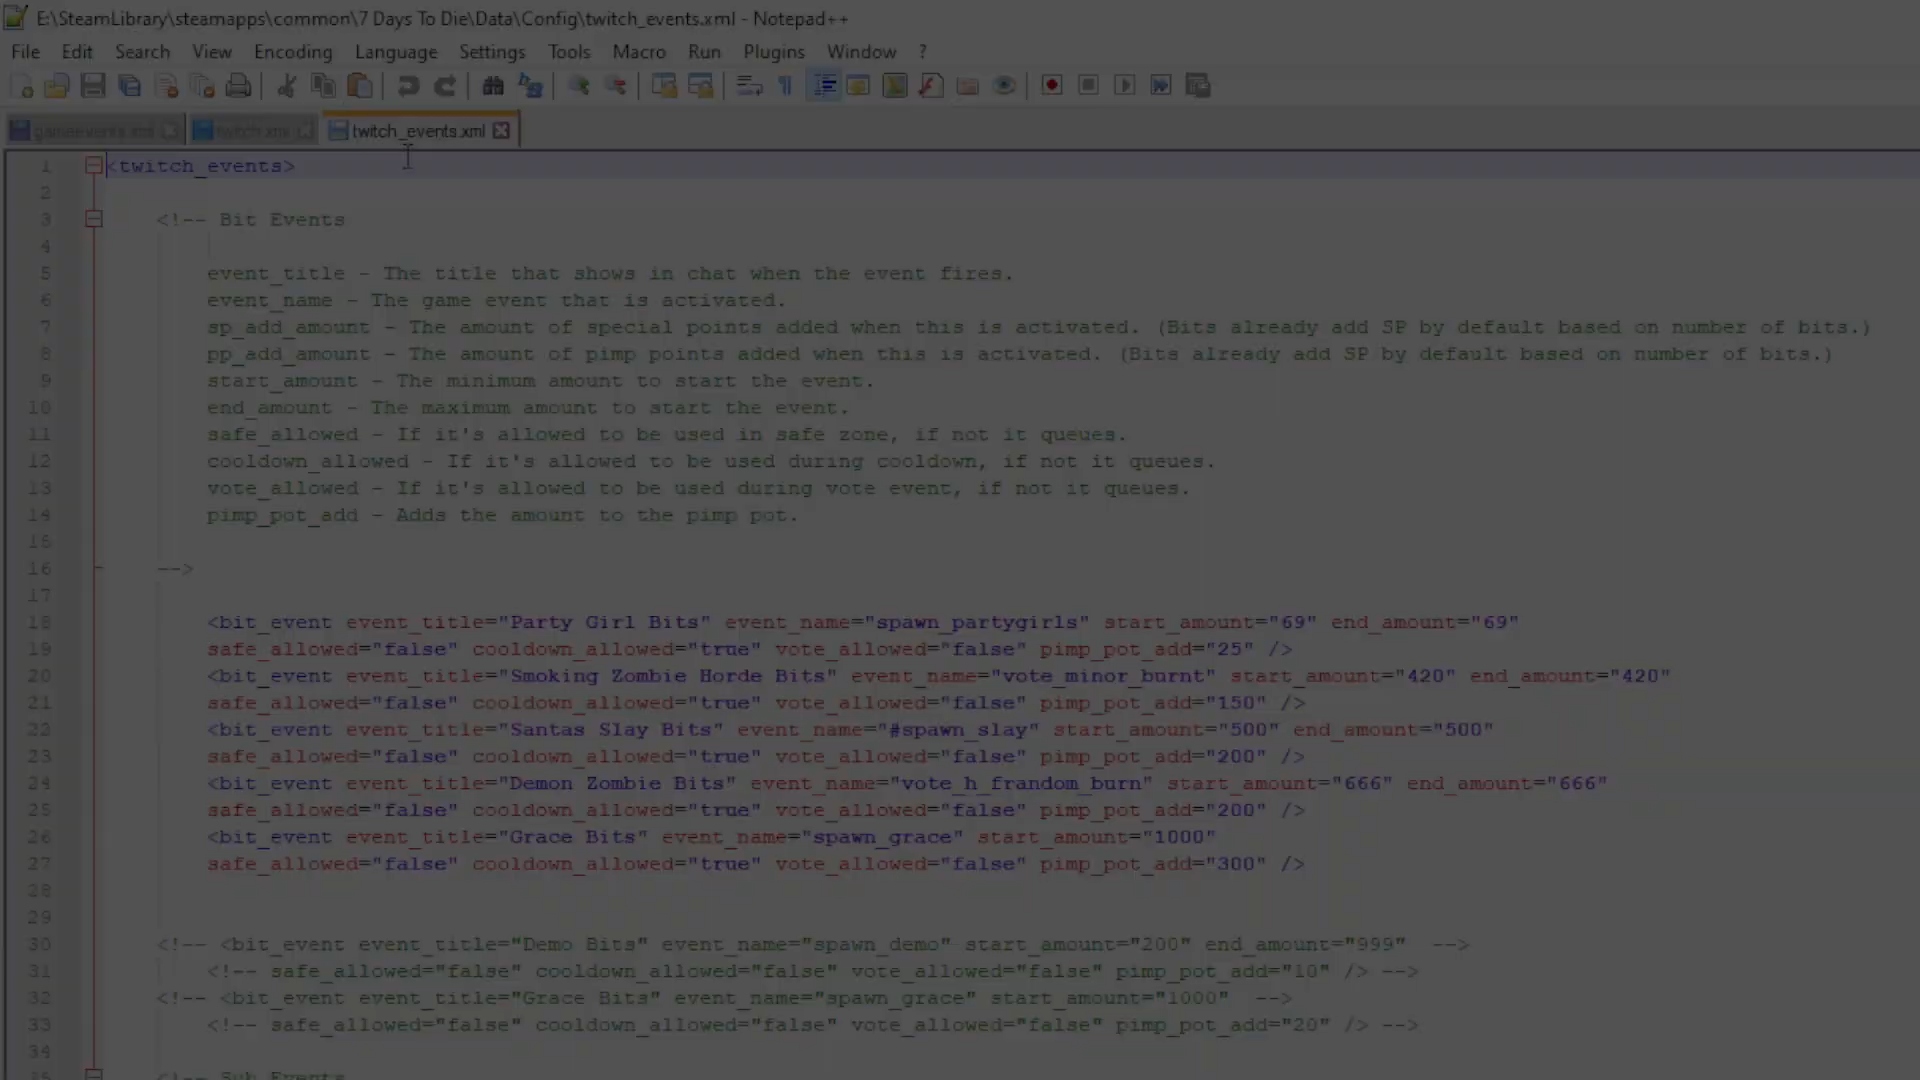 E:\SteamLibrary\steamapps\common\7 Days To Die\Data\Config\twitch_events.xml - Notepad++
File Edit Search View Encoding Language Settings Tools Macro Run Plugins Window ?
gameevents.xml twitch.xml twitch_events.xml
1 <twitch_events>
2
3 <!-- Bit Events
4
5 event_title - The title that shows in chat when the event fires.
6 event_name - The game event that is activated.
7 sp_add_amount - The amount of special points added when this is activated. (Bits already add SP by default based on number of bits.)
8 pp_add_amount - The amount of pimp points added when this is activated. (Bits already add SP by default based on number of bits.)
9 start_amount - The minimum amount to start the event.
10 end_amount - The maximum amount to start the event.
11 safe_allowed - If it's allowed to be used in safe zone, if not it queues.
12 cooldown_allowed - If it's allowed to be used during cooldown, if not it queues.
13 vote_allowed - If it's allowed to be used during vote event, if not it queues.
14 pimp_pot_add - Adds the amount to the pimp pot.
15
16 -->
17
18 <bit_event event_title="Party Girl Bits" event_name="spawn_partygirls" start_amount="69" end_amount="69"
19 safe_allowed="false" cooldown_allowed="true" vote_allowed="false" pimp_pot_add="25" />
20 <bit_event event_title="Smoking Zombie Horde Bits" event_name="vote_minor_burnt" start_amount="420" end_amount="420"
21 safe_allowed="false" cooldown_allowed="true" vote_allowed="false" pimp_pot_add="150" />
22 <bit_event event_title="Santas Slay Bits" event_name="#spawn_slay" start_amount="500" end_amount="500"
23 safe_allowed="false" cooldown_allowed="true" vote_allowed="false" pimp_pot_add="200" />
24 <bit_event event_title="Demon Zombie Bits" event_name="vote_h_frandom_burn" start_amount="666" end_amount="666"
25 safe_allowed="false" cooldown_allowed="true" vote_allowed="false" pimp_pot_add="200" />
26 <bit_event event_title="Grace Bits" event_name="spawn_grace" start_amount="1000"
27 safe_allowed="false" cooldown_allowed="true" vote_allowed="false" pimp_pot_add="300" />
28
29
30 <!-- <bit_event event_title="Demo Bits" event_name="spawn_demo" start_amount="200" end_amount="999" -->
31 <!-- safe_allowed="false" cooldown_allowed="false" vote_allowed="false" pimp_pot_add="10" /> -->
32 <!-- <bit_event event_title="Grace Bits" event_name="spawn_grace" start_amount="1000" -->
33 <!-- safe_allowed="false" cooldown_allowed="false" vote_allowed="false" pimp_pot_add="20" /> -->
34
35 <!-- Sub Events